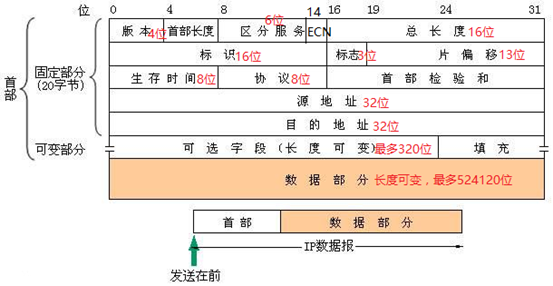 位 0 4 8 14 16 19 24 31
版本4位 首部长度 区分服务6位 ECN 总长度16位
标识16位 标志3位 片偏移13位
生存时间8位 协议8位 首部检验和
源地址32位
目的地址32位
可选字段(长度可变)最多320位 填充
数据部分 长度可变，最多524120位
首部
固定部分
(20字节)
可变部分
首部 数据部分
IP数据报
发送在前